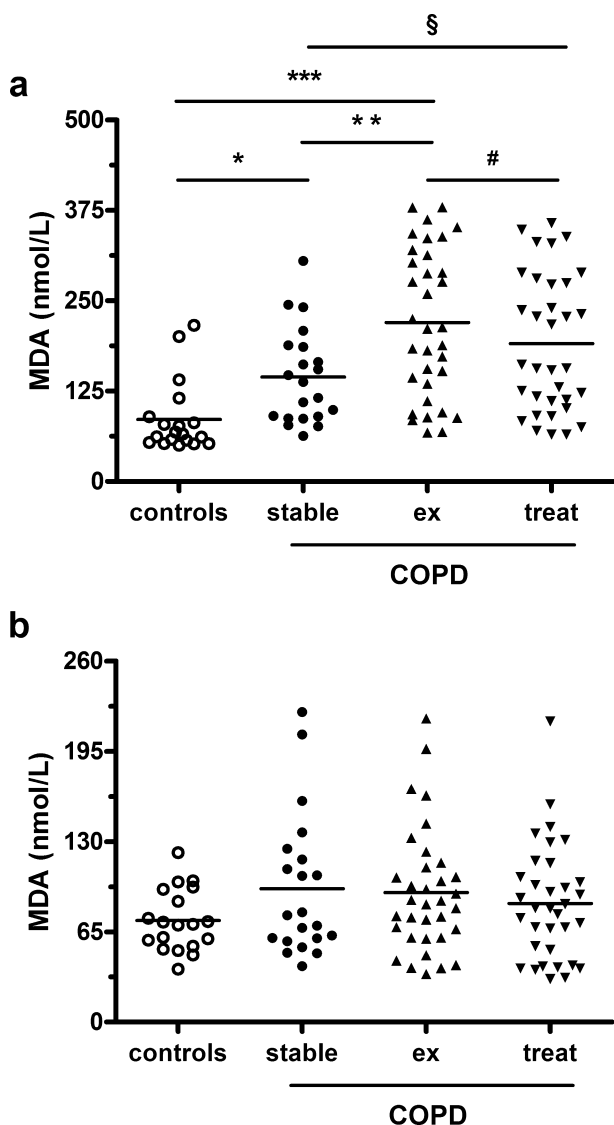 §
a
***
* *
500
*
#
375
250
125
0
MDA (nmol/L)
controls stable ex treat
COPD
b
260
195
130
65
0
MDA (nmol/L)
controls stable ex treat
COPD